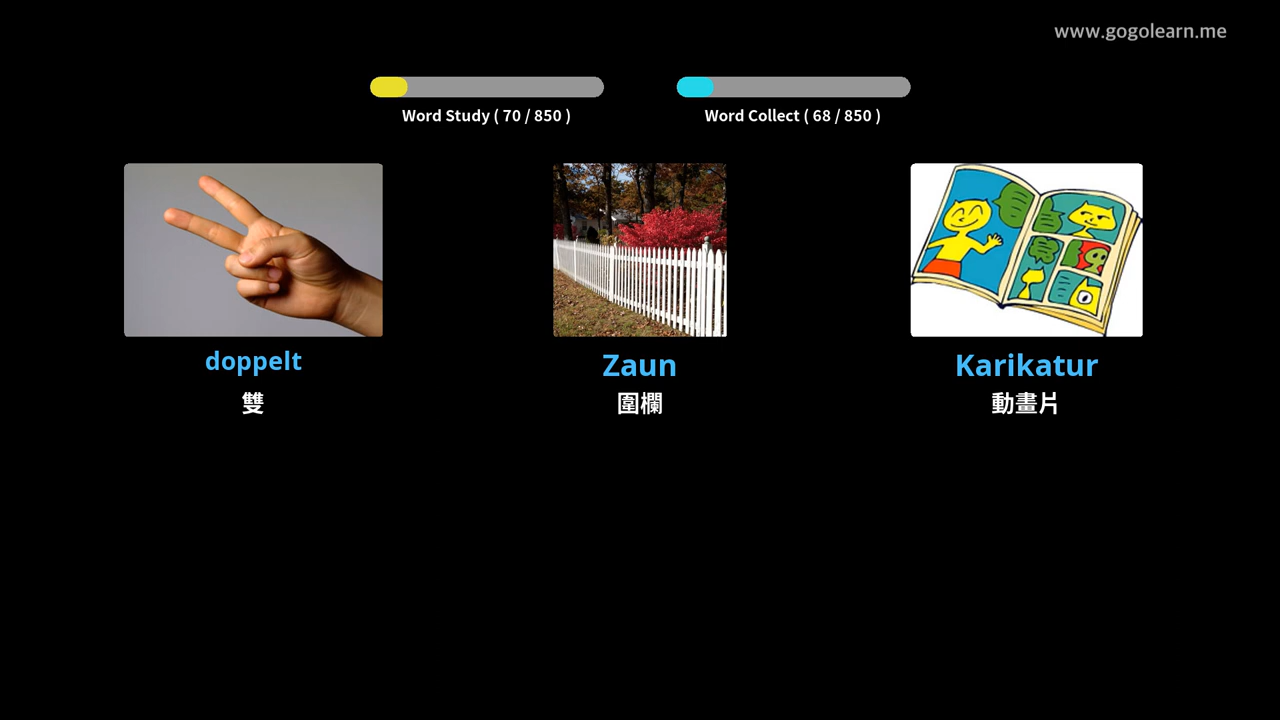 www.gogolearn.me
Word Study ( 70 / 850 )
Word Collect ( 68 / 850 )
doppelt
Zaun
Karikatur
雙
圍欄
動畫片